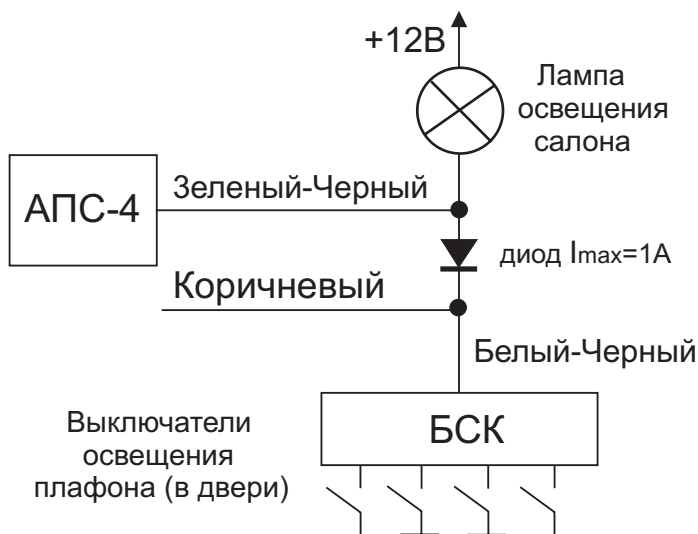 +12В
Лампа
освещения
салона
Зеленый-Черный
АПС-4
диод Imax=1A
Коричневый
Белый-Черный
БСК
Выключатели
освещения
плафона (в двери)